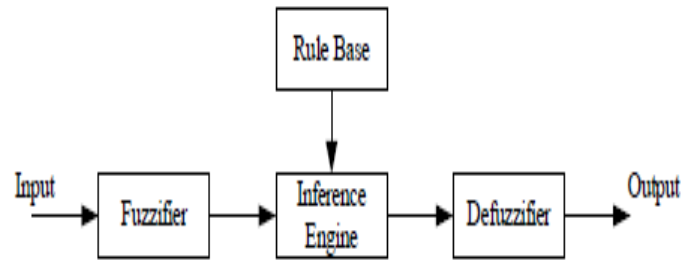 Rule Base
Input
Fuzzifier
Inference
Engine
Defuzzifier
Output